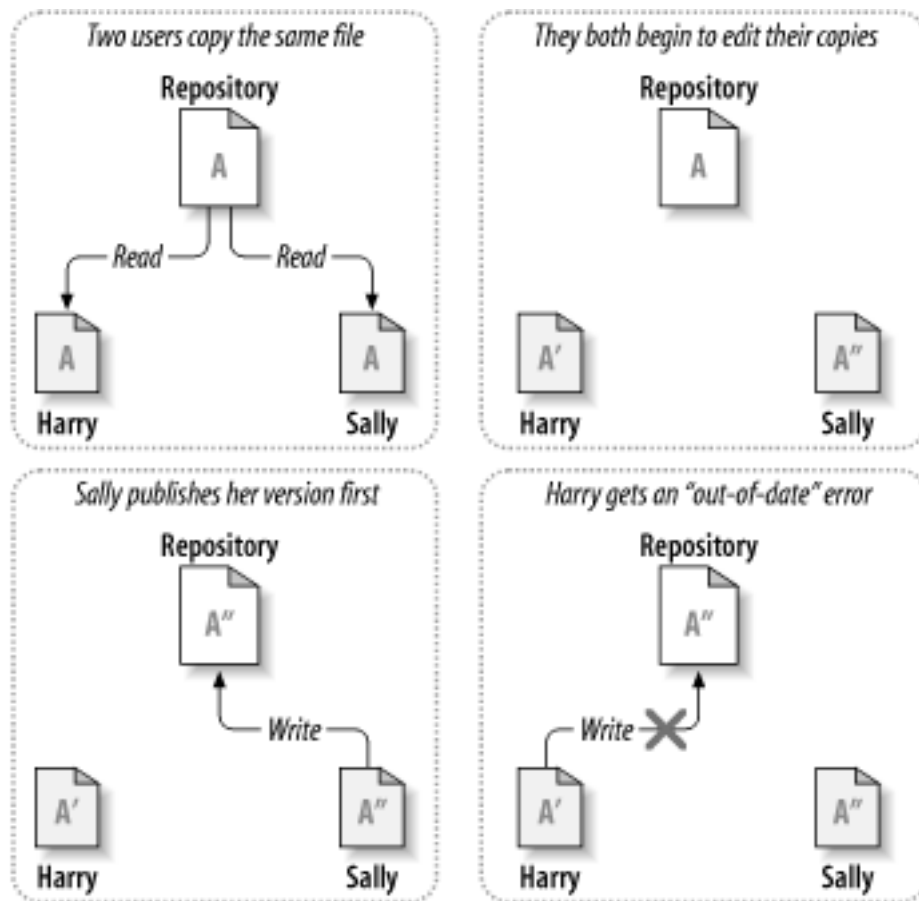 Two users copy the same file
Repository
A
Read Read
A A
Harry Sally
They both begin to edit their copies
Repository
A
A′ A″
Harry Sally
Sally publishes her version first
Repository
A″
Write
A′ A″
Harry Sally
Harry gets an “out-of-date” error
Repository
A″
Write
A′ A″
Harry Sally